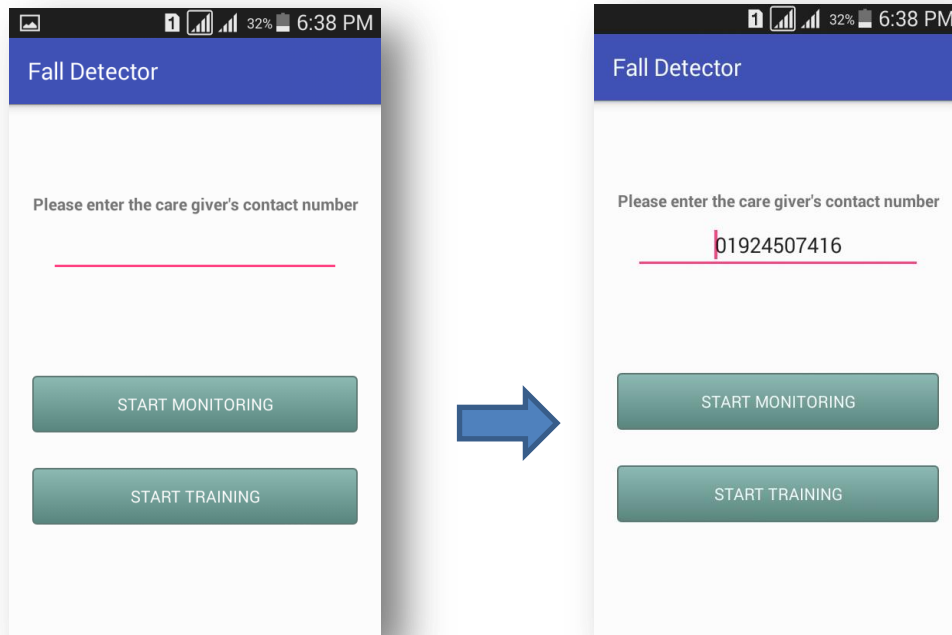 1 32% 6:38 PM
Fall Detector
Please enter the care giver's contact number
START MONITORING
START TRAINING
1 32% 6:38 PM
Fall Detector
Please enter the care giver's contact number
01924507416
START MONITORING
START TRAINING